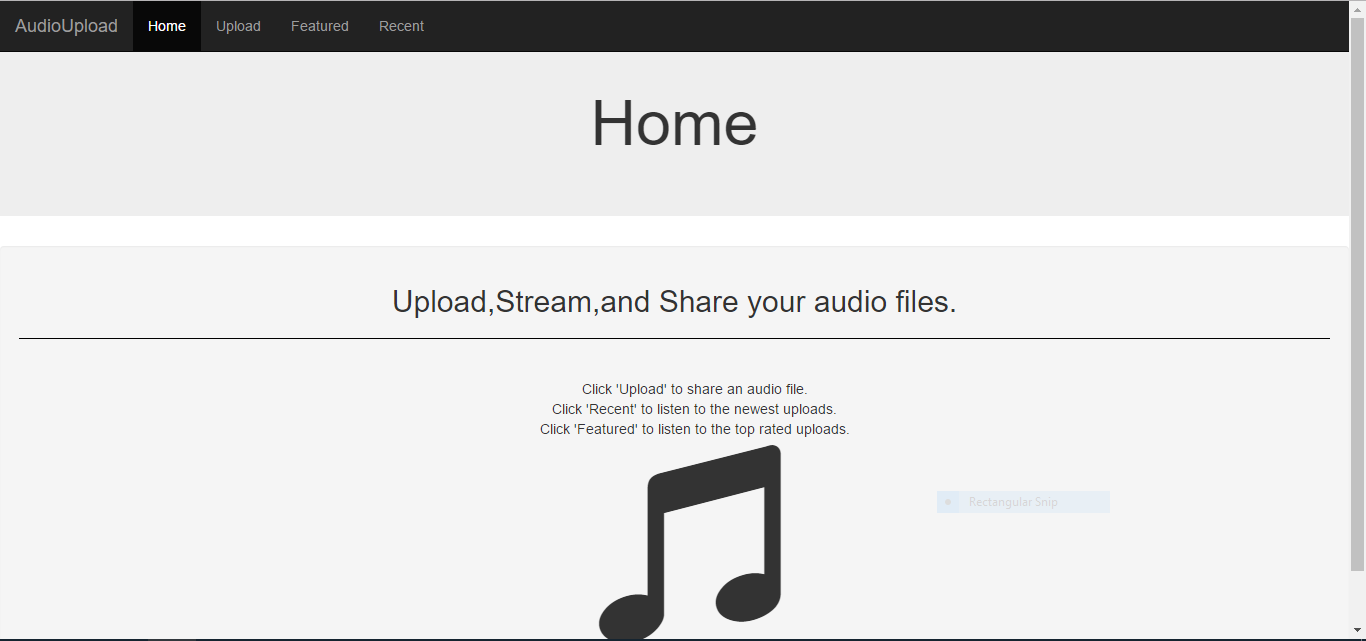 AudioUpload Home Upload Featured Recent
Home
Upload,Stream,and Share your audio files.
Click 'Upload' to share an audio file.
Click 'Recent' to listen to the newest uploads.
Click 'Featured' to listen to the top rated uploads.
Rectangular Snip